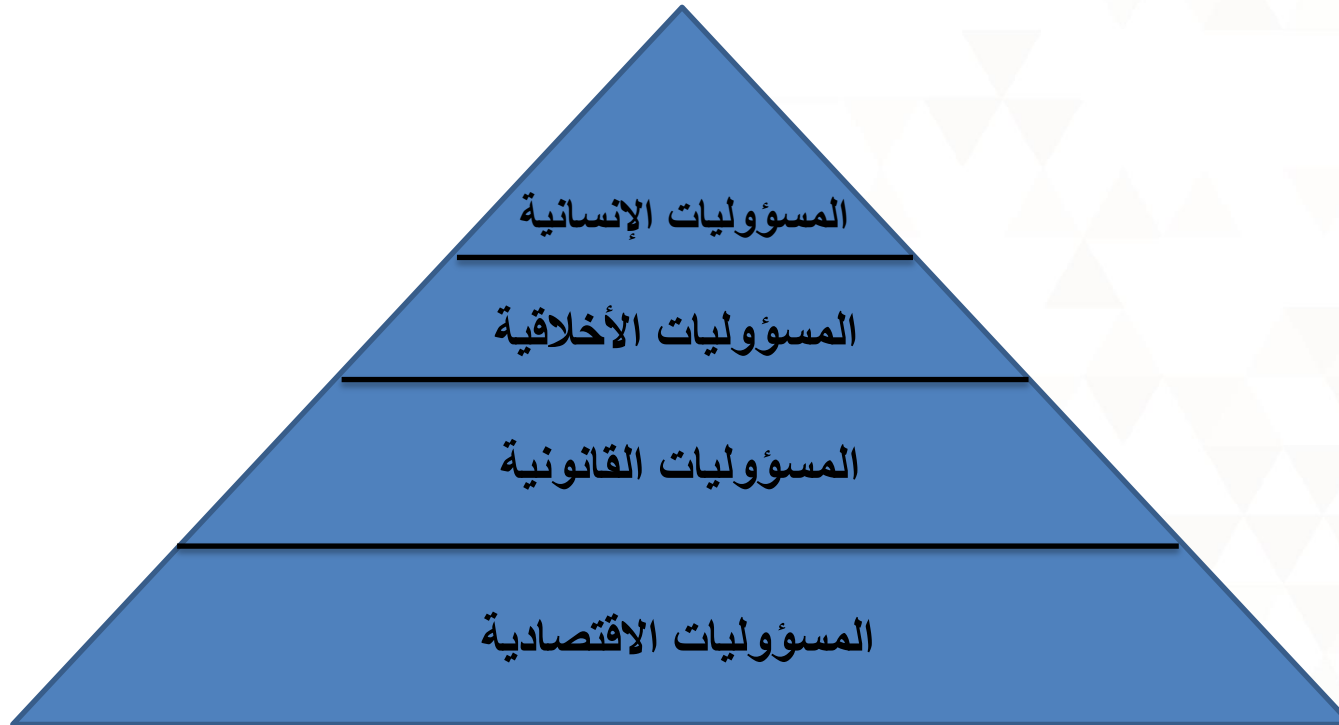 المسؤوليات الإنسانية
المسؤوليات الأخلاقية
المسؤوليات القانونية
المسؤوليات الاقتصادية